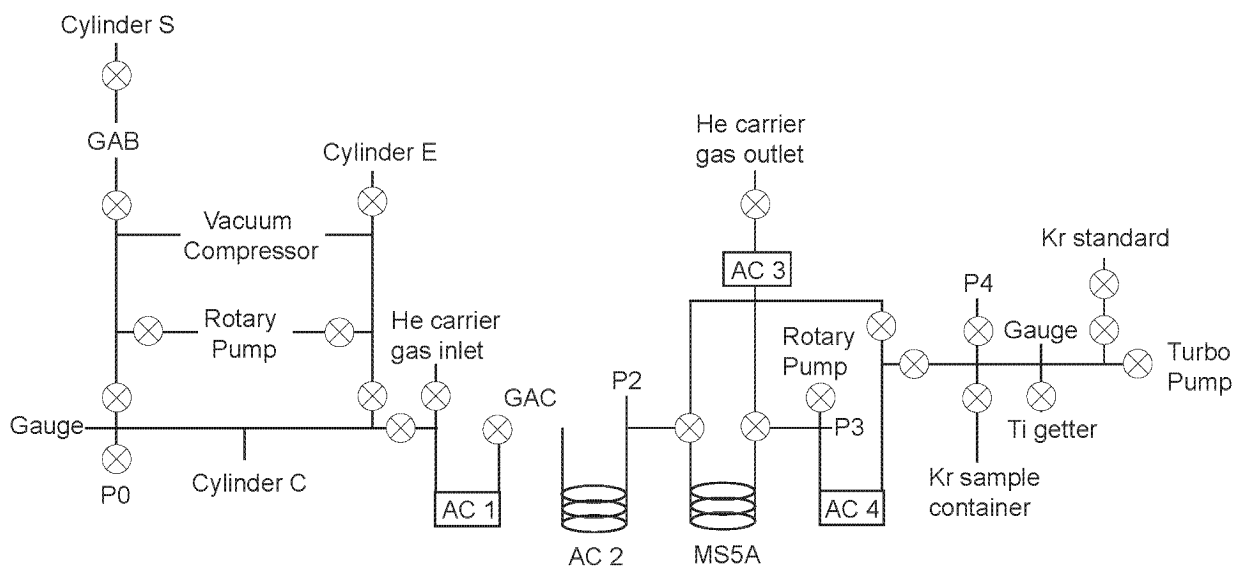 Cylinder S
GAB
Cylinder E
Vacuum
Compressor
Rotary
Pump
He carrier
gas inlet
Gauge
P0
Cylinder C
AC 1
GAC
P2
AC 2
He carrier
gas outlet
AC 3
Rotary
Pump
P3
MS5A
AC 4
P4
Kr standard
Gauge
Turbo
Pump
Ti getter
Kr sample
container